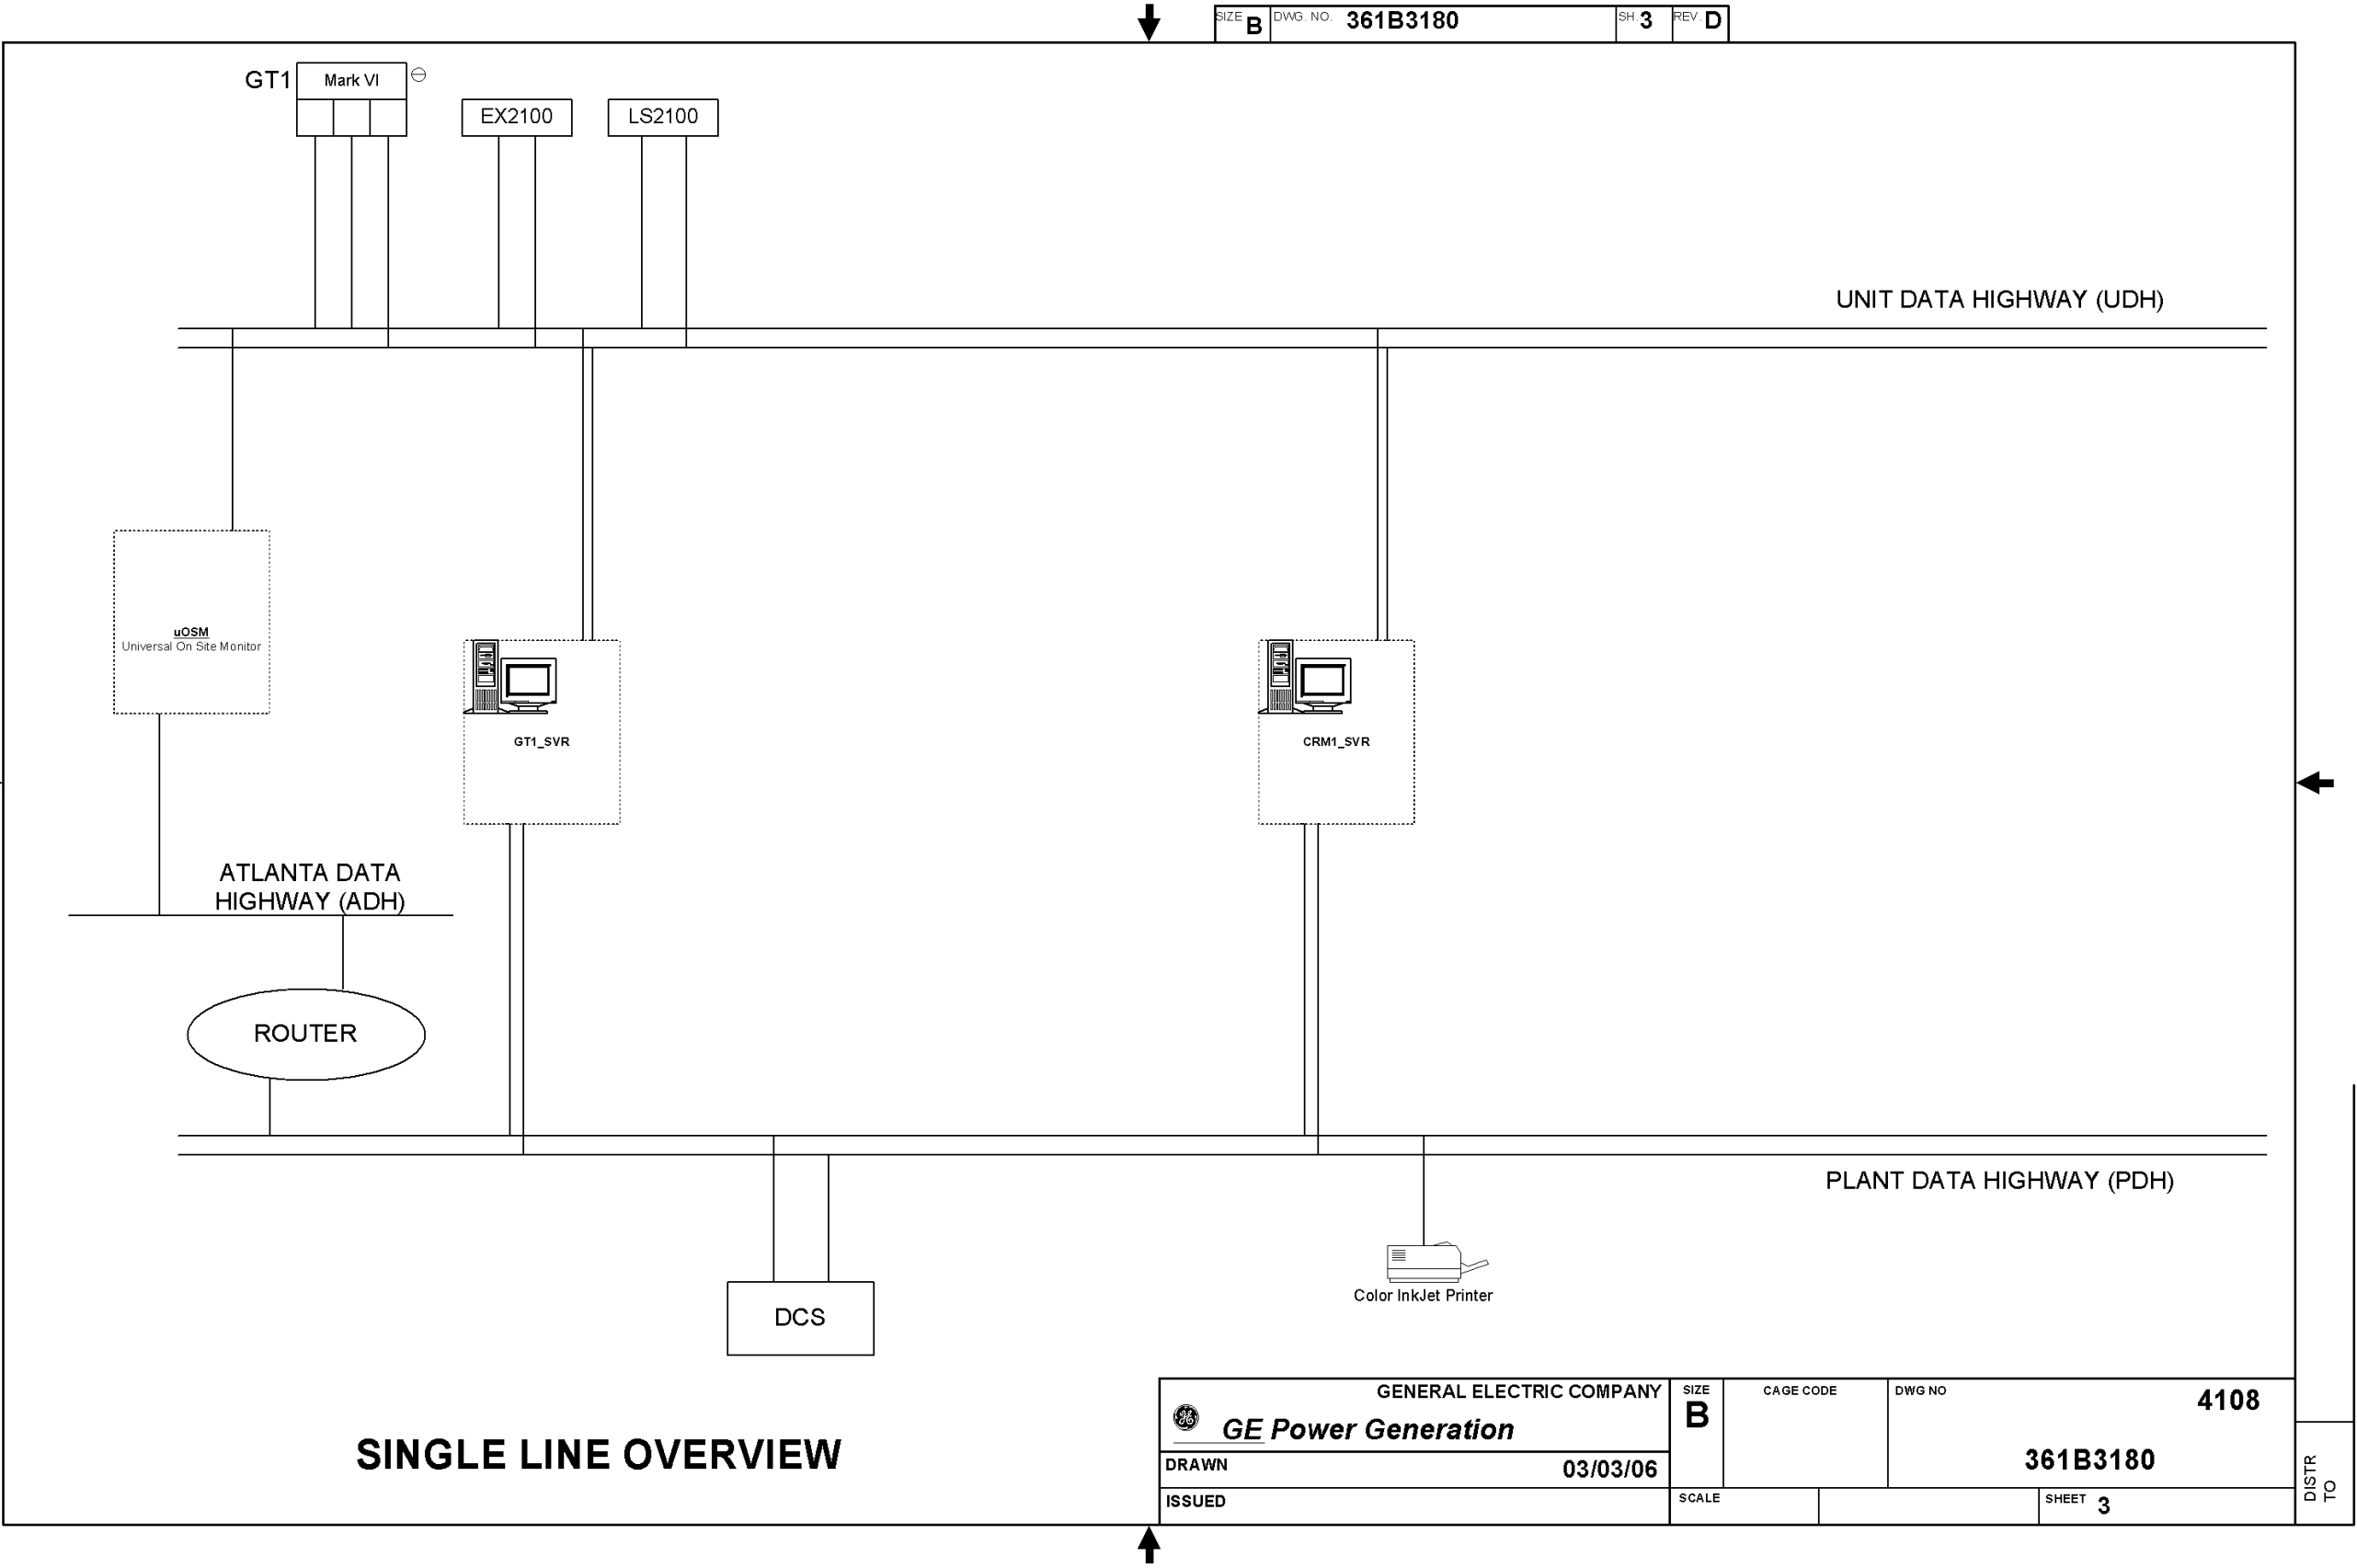 SIZE B DWG. NO. 361B3180 SH. 3 REV. D
GT1 Mark VI
EX2100
LS2100
UNIT DATA HIGHWAY (UDH)
uOSM
Universal On Site Monitor
GT1_SVR
CRM1_SVR
ATLANTA DATA
HIGHWAY (ADH)
ROUTER
PLANT DATA HIGHWAY (PDH)
DCS
Color InkJet Printer
SINGLE LINE OVERVIEW
GENERAL ELECTRIC COMPANY
GE Power Generation
DRAWN 03/03/06
ISSUED
SIZE
B
CAGE CODE
DWG NO 4108
361B3180
SCALE
SHEET 3
DISTR
TO